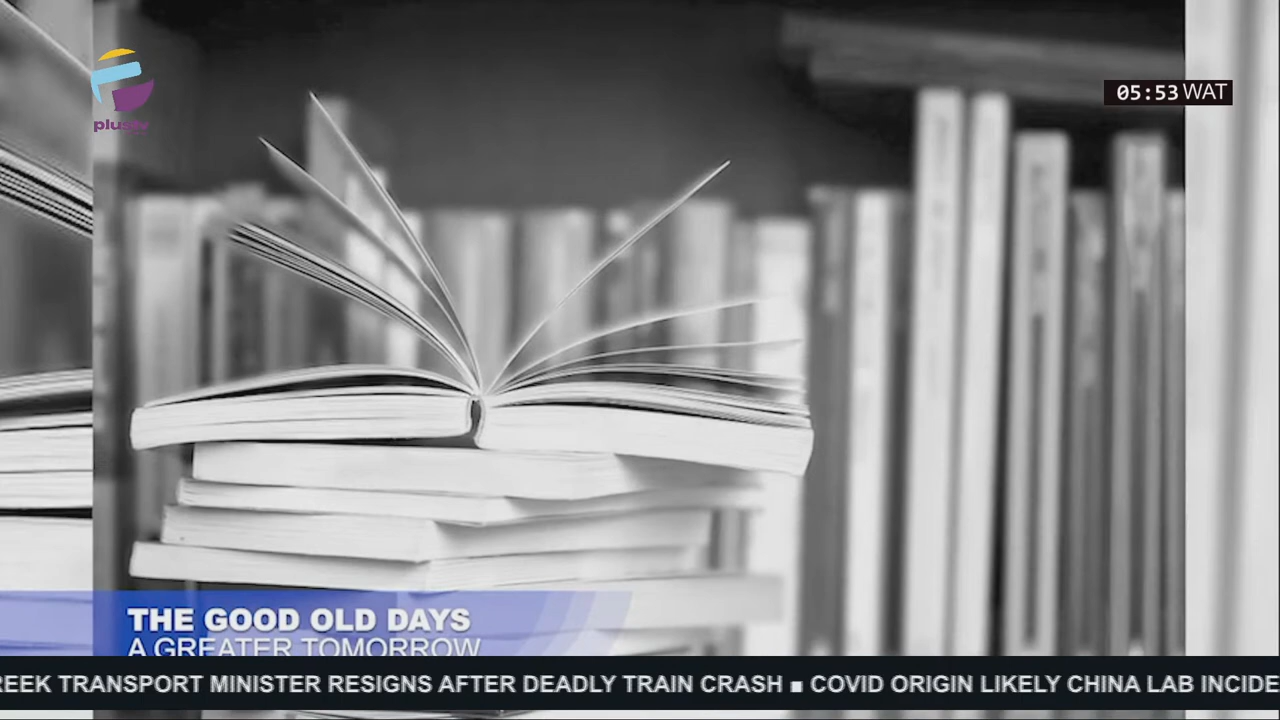 plustv
05:53 WAT
THE GOOD OLD DAYS
A GREATER TOMORROW
REEK TRANSPORT MINISTER RESIGNS AFTER DEADLY TRAIN CRASH ■ COVID ORIGIN LIKELY CHINA LAB INCIDE